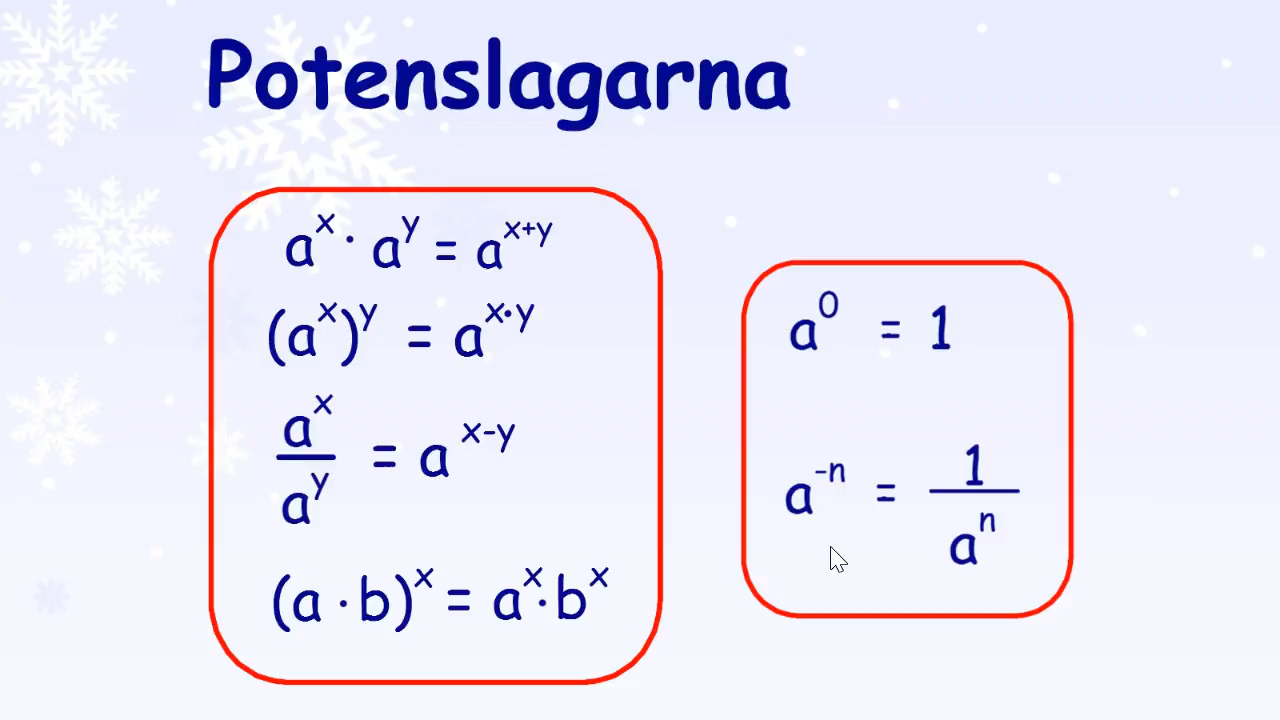 Potenslagarna
a^x · a^y = a^(x+y)
(a^x)^y = a^(x·y)
a^x / a^y = a^(x-y)
(a · b)^x = a^x · b^x
a^0 = 1
a^(-n) = 1 / a^n